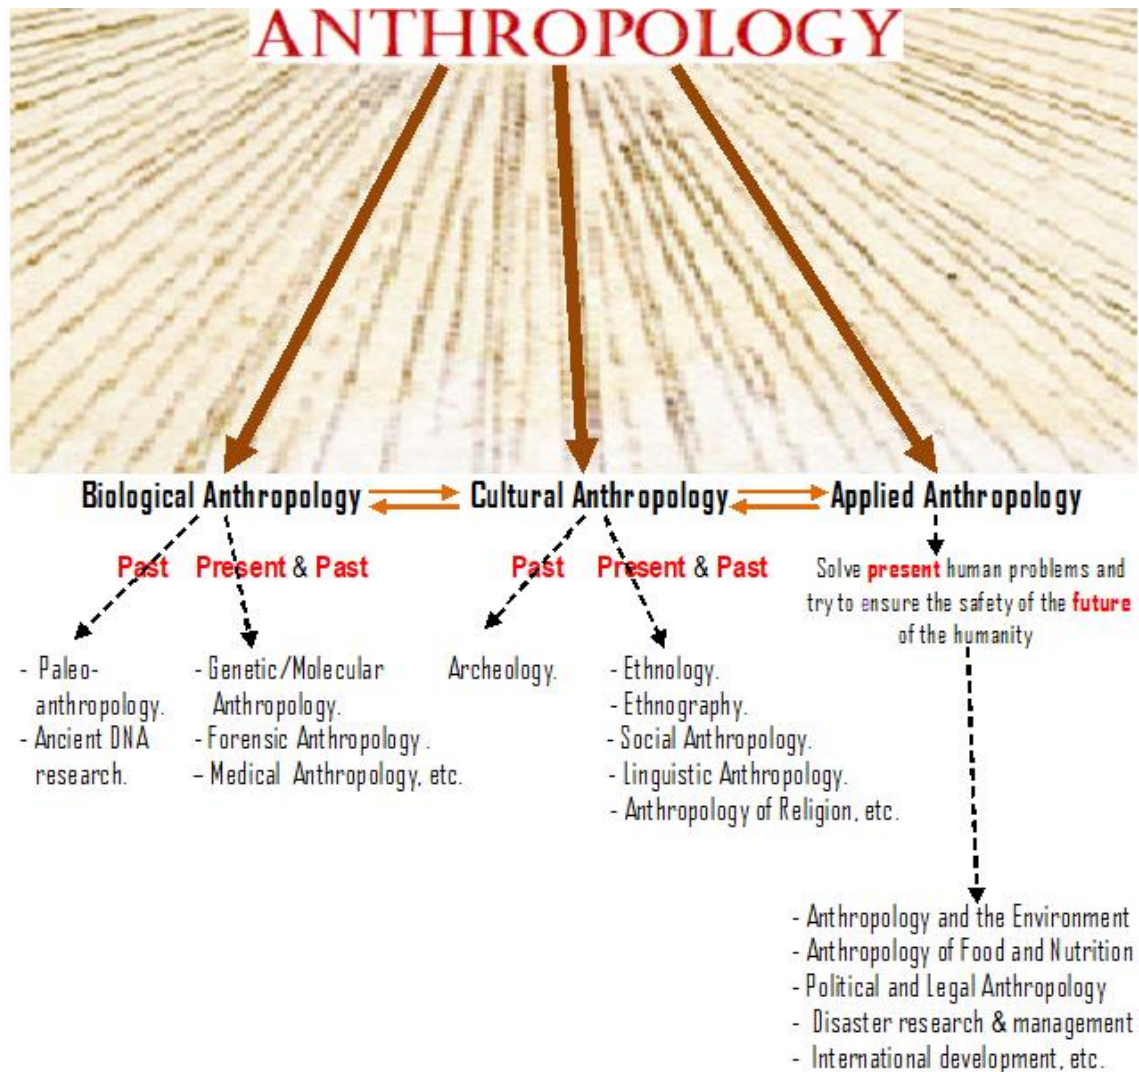 ANTHROPOLOGY
Biological Anthropology
Cultural Anthropology
Applied Anthropology
Past
Present & Past
Past
Present & Past
Solve present human problems and
try to ensure the safety of the future
of the humanity
- Paleo-
anthropology.
- Ancient DNA
research.
- Genetic/Molecular
Anthropology.
- Forensic Anthropology .
– Medical Anthropology, etc.
Archeology.
- Ethnology.
- Ethnography.
- Social Anthropology.
- Linguistic Anthropology.
- Anthropology of Religion, etc.
- Anthropology and the Environment
- Anthropology of Food and Nutrition
- Political and Legal Anthropology
- Disaster research & management
- International development, etc.